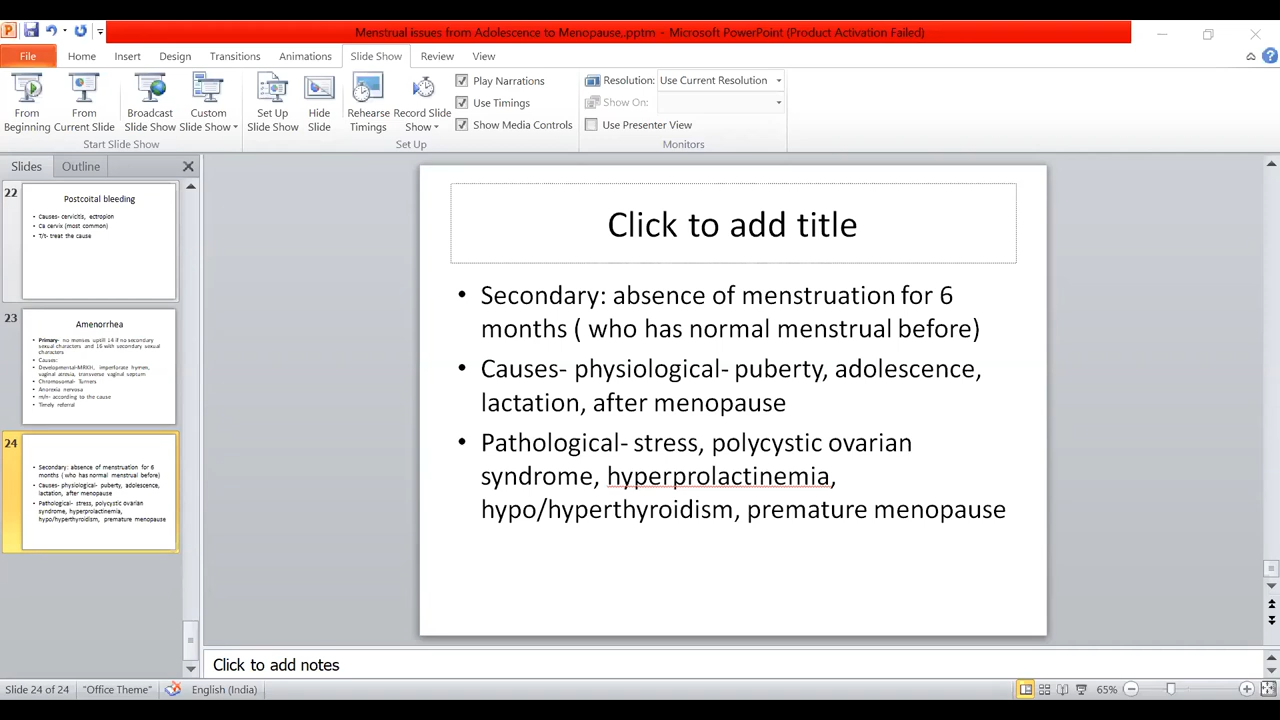 Menstrual issues from Adolescence to Menopause,.pptm - Microsoft PowerPoint (Product Activation Failed)
File Home Insert Design Transitions Animations Slide Show Review View
From Beginning
From Current Slide
Broadcast Slide Show
Custom Slide Show
Start Slide Show
Set Up Slide Show
Hide Slide
Rehearse Timings
Record Slide Show
Play Narrations
Use Timings
Show Media Controls
Set Up
Resolution: Use Current Resolution
Show On:
Use Presenter View
Monitors
Slides Outline
22
Postcoital bleeding
• Causes- cervicitis, ectropion
• Ca cervix (most common)
• T/t- treat the cause
23
Amenorrhea
• Primary- no menses uptill 14 if no secondary
sexual characters and 16 with secondary sexual
characters
• Causes:
• Developmental-MRKH, imperforate hymen,
vaginal atresia, transverse vaginal septum
• Chromosomal- Turners
• Anorexia nervosa
• m/n- according to the cause
• Timely referral
24
• Secondary: absence of menstruation for 6
months ( who has normal menstrual before)
• Causes- physiological- puberty, adolescence,
lactation, after menopause
• Pathological- stress, polycystic ovarian
syndrome, hyperprolactinemia,
hypo/hyperthyroidism, premature menopause
Click to add title
• Secondary: absence of menstruation for 6
months ( who has normal menstrual before)
• Causes- physiological- puberty, adolescence,
lactation, after menopause
• Pathological- stress, polycystic ovarian
syndrome, hyperprolactinemia,
hypo/hyperthyroidism, premature menopause
Click to add notes
Slide 24 of 24 "Office Theme" English (India) 65%